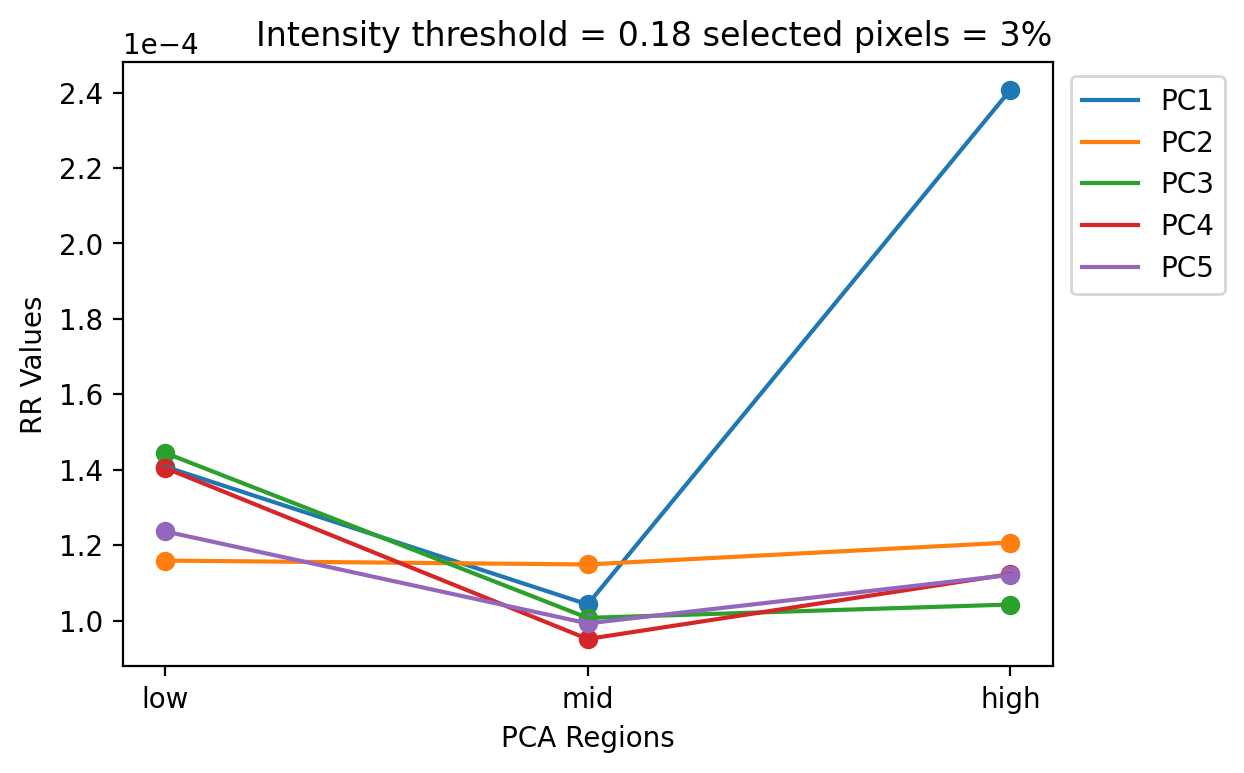 Intensity threshold = 0.18 selected pixels = 3%
1e−4
2.4
2.2
2.0
1.8
1.6
1.4
1.2
1.0
RR Values
low
mid
high
PCA Regions
PC1
PC2
PC3
PC4
PC5